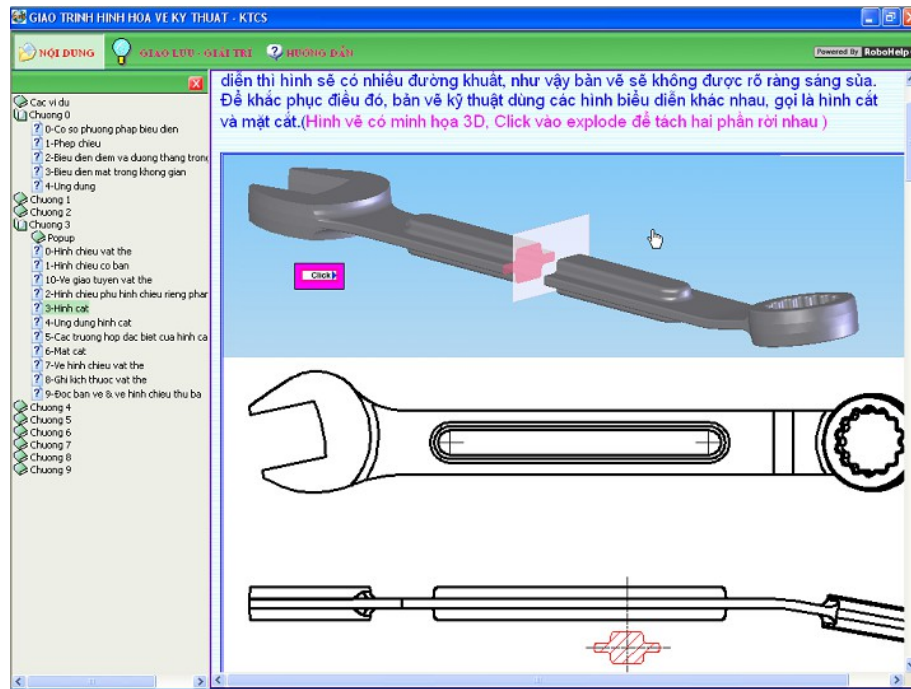 GIAO TRINH HINH HOA VE KY THUAT - KTCS
NỘI DUNG
GIAO LƯU - GIẢI TRÍ
HƯỚNG DẪN
Powered By RoboHelp
Cac vi du
Chuong 0
0-Co so phuong phap bieu dien
1-Phep chieu
2-Bieu dien diem va duong thang trong
3-Bieu dien mat trong khong gian
4-Ung dung
Chuong 1
Chuong 2
Chuong 3
Popup
0-Hinh chieu vat the
1-Hinh chieu co ban
10-Ve giao tuyen vat the
2-Hinh chieu phu hinh chieu rieng phan
3-Hinh cat
4-Ung dung hinh cat
5-Cac truong hop dac biet cua hinh ca
6-Mat cat
7-Ve hinh chieu vat the
8-Ghi kich thuoc vat the
9-Đoc ban ve & ve hinh chieu thu ba
Chuong 4
Chuong 5
Chuong 6
Chuong 7
Chuong 8
Chuong 9
diễn thì hình sẽ có nhiều đường khuất, như vậy bản vẽ sẽ không được rõ ràng sáng sủa.
Để khắc phục điều đó, bản vẽ kỹ thuật dùng các hình biểu diễn khác nhau, gọi là hình cắt
và mặt cắt.(Hình vẽ có minh họa 3D, Click vào explode để tách hai phần rời nhau )
Click